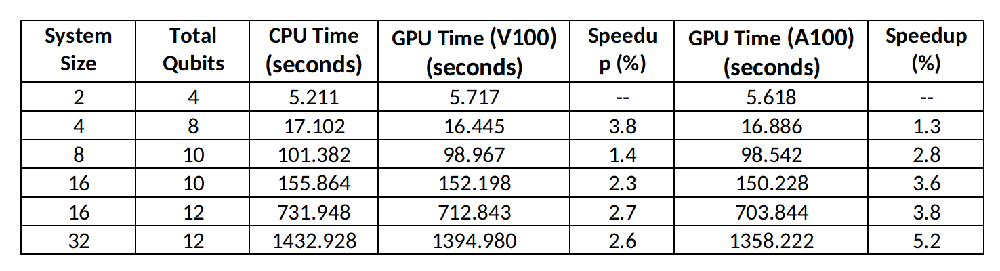 System Size | Total Qubits | CPU Time (seconds) | GPU Time (V100) (seconds) | Speedu p (%) | GPU Time (A100) (seconds) | Speedup (%)
2 | 4 | 5.211 | 5.717 | -- | 5.618 | --
4 | 8 | 17.102 | 16.445 | 3.8 | 16.886 | 1.3
8 | 10 | 101.382 | 98.967 | 1.4 | 98.542 | 2.8
16 | 10 | 155.864 | 152.198 | 2.3 | 150.228 | 3.6
16 | 12 | 731.948 | 712.843 | 2.7 | 703.844 | 3.8
32 | 12 | 1432.928 | 1394.980 | 2.6 | 1358.222 | 5.2